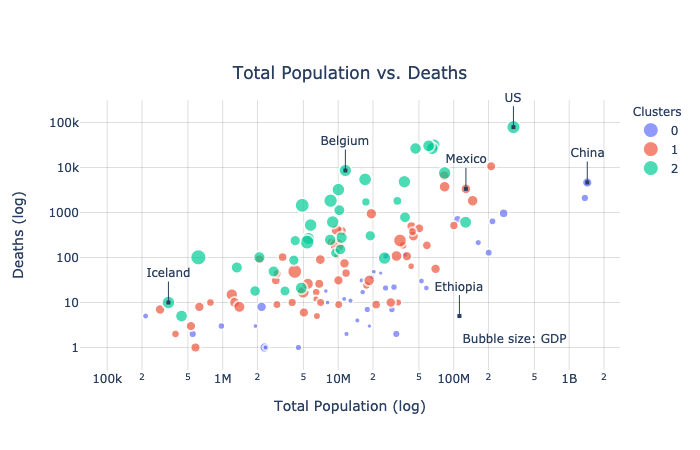 Total Population vs. Deaths
US
Clusters
0
1
2
Belgium
Mexico
China
Iceland
Ethiopia
Bubble size: GDP
Deaths (log)
100k
10k
1000
100
10
1
100k 2 5 1M 2 5 10M 2 5 100M 2 5 1B 2
Total Population (log)